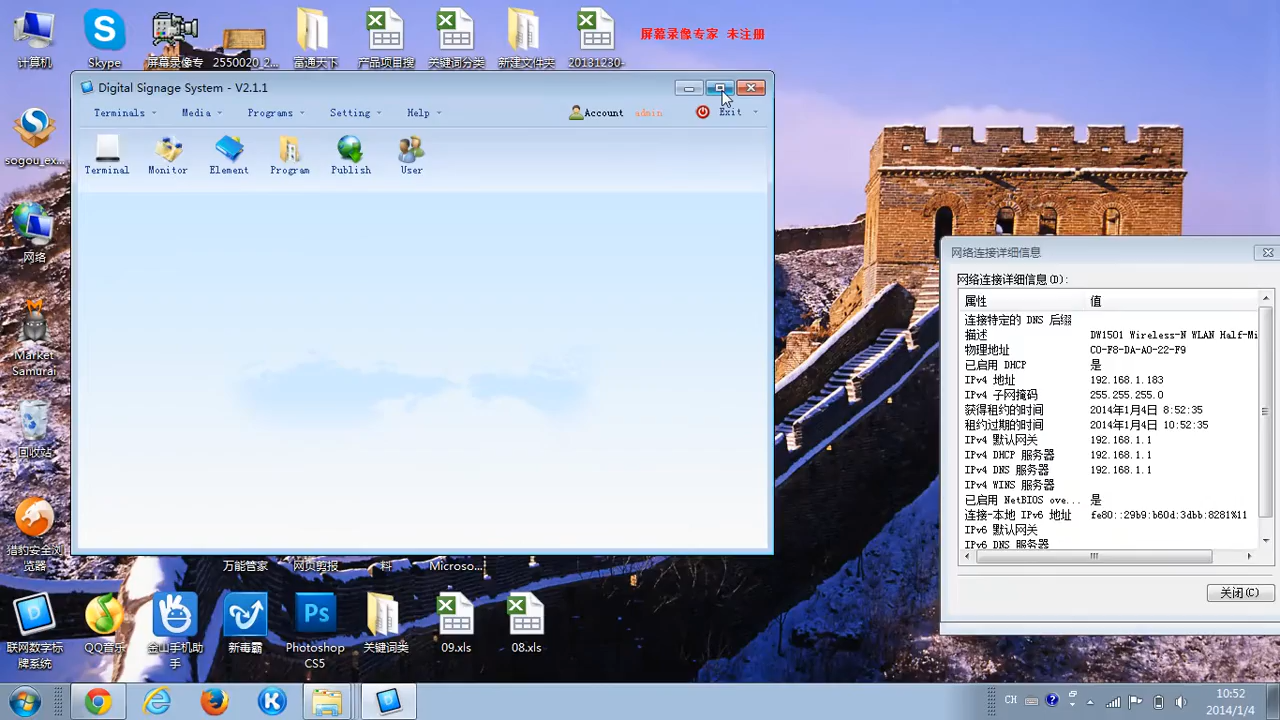 屏幕录像专家 未注册
计算机
Skype
屏幕录像专
2550020_2...
富通天下
产品项目搜
关键词分类
新建文件夹
20131230-
Digital Signage System - V2.1.1
Terminals
Media
Programs
Setting
Help
Account
admin
Exit
Terminal
Monitor
Element
Program
Publish
User
sogou_ex...
网络
Market
Samurai
回收站
猎豹安全浏
览器
万能管家
网页剪报
料
Microso...
网络连接详细信息
网络连接详细信息(D):
属性 值
连接特定的 DNS 后缀
描述 DW1501 Wireless-N WLAN Half-Mi
物理地址 C0-F8-DA-A0-22-F9
已启用 DHCP 是
IPv4 地址 192.168.1.183
IPv4 子网掩码 255.255.255.0
获得租约的时间 2014年1月4日 8:52:35
租约过期的时间 2014年1月4日 10:52:35
IPv4 默认网关 192.168.1.1
IPv4 DHCP 服务器 192.168.1.1
IPv4 DNS 服务器 192.168.1.1
IPv4 WINS 服务器
已启用 NetBIOS ove... 是
连接-本地 IPv6 地址 fe80::29b9:b60d:3dbb:8281%11
IPv6 默认网关
IPv6 DNS 服务器
关闭(C)
联网数字标
牌系统
QQ音乐
金山手机助
手
新毒霸
Ps
Photoshop
CS5
关键词类
09.xls
08.xls
CH
10:52
2014/1/4